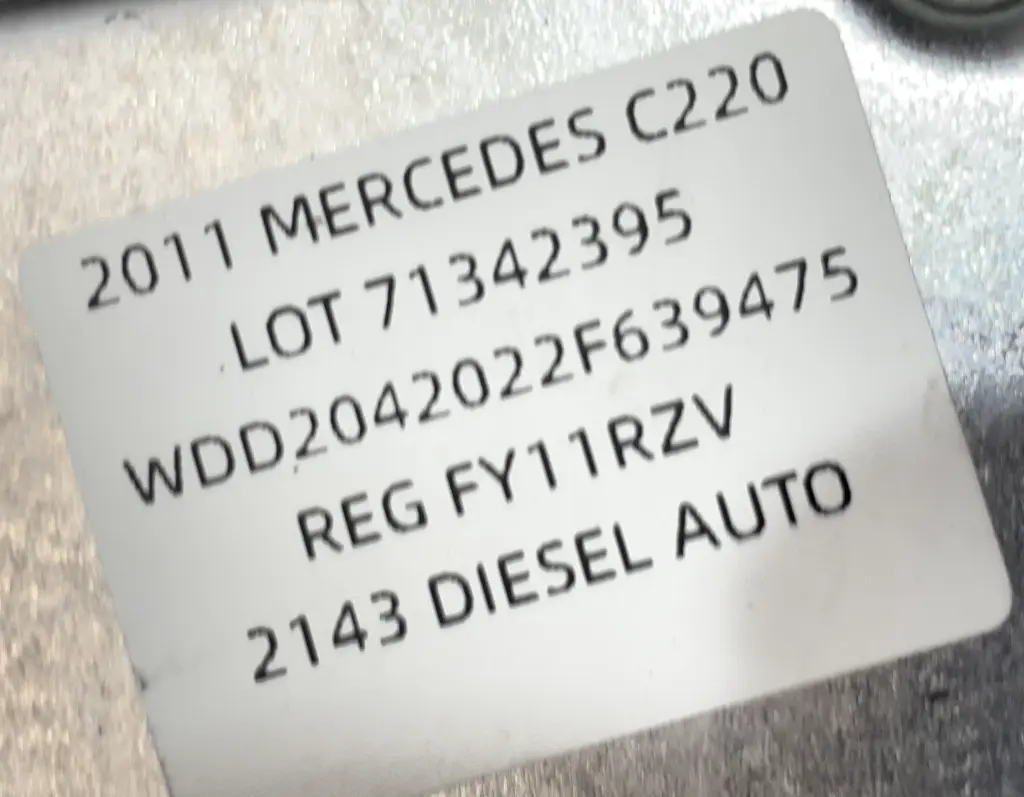 2011 MERCEDES C220
LOT 71342395
WDD2042022F639475
REG FY11RZV
2143 DIESEL AUTO